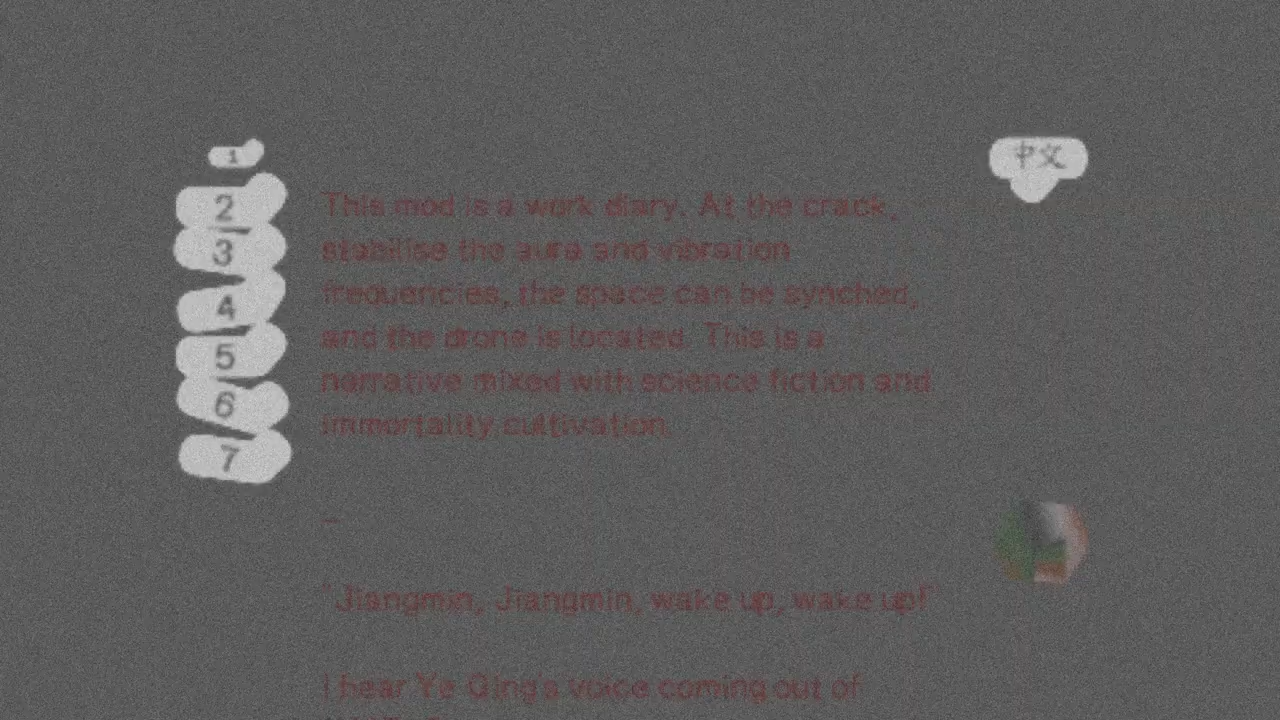 1
中文
2
This mod is a work diary. At the crack,
3
stabilise the aura and vibration
4
frequencies, the space can be synched,
5
and the drone is located. This is a
6
narrative mixed with science fiction and
immortality cultivation.
7
–
"Jiangmin, Jiangmin, wake up, wake up!"
I hear Ye Qing's voice coming out of